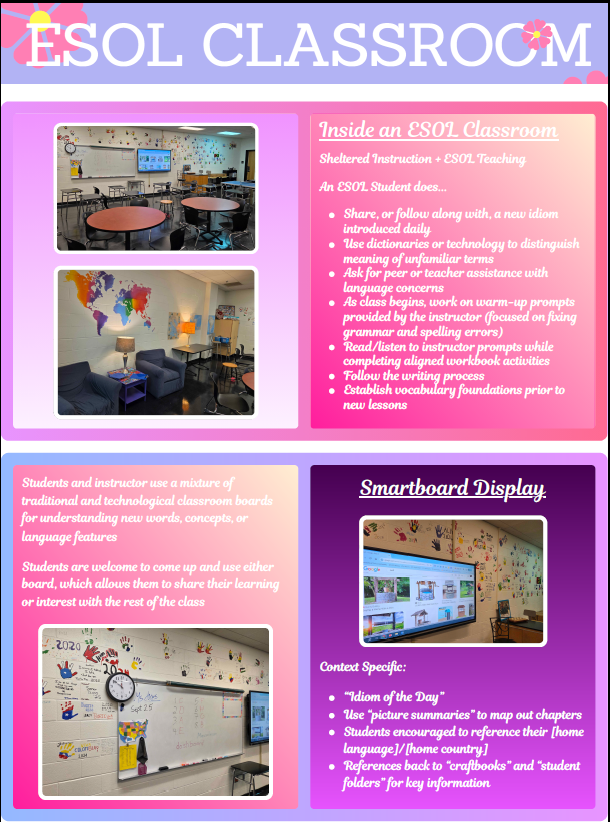 ESOL CLASSROOM
Inside an ESOL Classroom
Sheltered Instruction + ESOL Teaching
An ESOL Student does...
● Share, or follow along with, a new idiom
introduced daily
● Use dictionaries or technology to distinguish
meaning of unfamiliar terms
● Ask for peer or teacher assistance with
language concerns
● As class begins, work on warm-up prompts
provided by the instructor (focused on fixing
grammar and spelling errors)
● Read/listen to instructor prompts while
completing aligned workbook activities
● Follow the writing process
● Establish vocabulary foundations prior to
new lessons
Students and instructor use a mixture of
traditional and technological classroom boards
for understanding new words, concepts, or
language features
Students are welcome to come up and use either
board, which allows them to share their learning
or interest with the rest of the class
2020
Sept 25
Smartboard Display
Context Specific:
● “Idiom of the Day”
● Use “picture summaries” to map out chapters
● Students encouraged to reference their [home
language]/[home country]
● References back to “craftbooks” and “student
folders” for key information